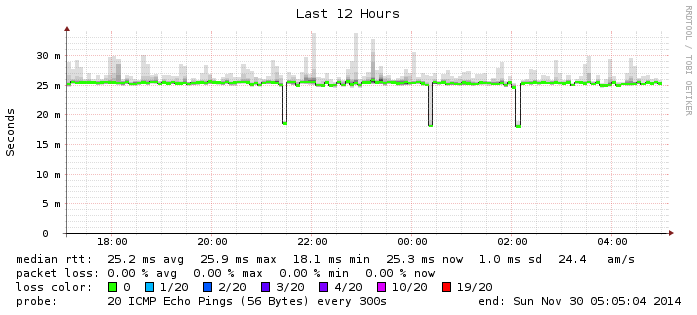 Last 12 Hours
RRDTOOL / TOBI OETIKER
Seconds
30 m
25 m
20 m
15 m
10 m
5 m
0
18:00 20:00 22:00 00:00 02:00 04:00
median rtt: 25.2 ms avg 25.9 ms max 18.1 ms min 25.3 ms now 1.0 ms sd 24.4 am/s
packet loss: 0.00 % avg 0.00 % max 0.00 % min 0.00 % now
loss color: 0 1/20 2/20 3/20 4/20 10/20 19/20
probe: 20 ICMP Echo Pings (56 Bytes) every 300s end: Sun Nov 30 05:05:04 2014